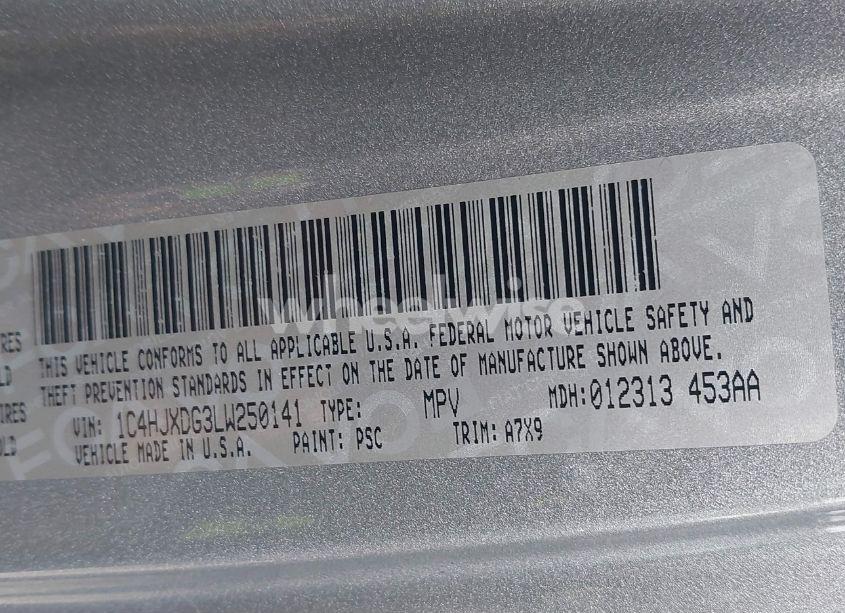 wheelwise
THIS VEHICLE CONFORMS TO ALL APPLICABLE U.S.A. FEDERAL MOTOR VEHICLE SAFETY AND
THEFT PREVENTION STANDARDS IN EFFECT ON THE DATE OF MANUFACTURE SHOWN ABOVE.
VIN: 1C4HJXDG3LW250141 TYPE: MPV MDH:012313 453AA
VEHICLE MADE IN U.S.A. PAINT: PSC TRIM: A7X9